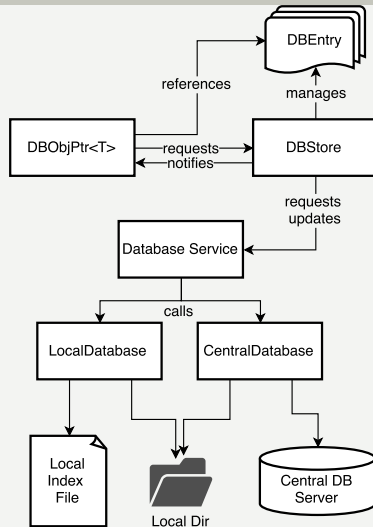 DBEntry
references
manages
DBObjPtr<T>
requests
notifies
DBStore
requests
updates
Database Service
calls
LocalDatabase
CentralDatabase
Local
Index
File
Local Dir
Central DB
Server